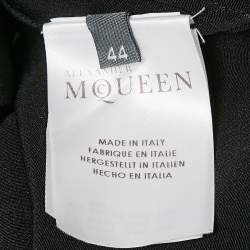 44
ALEXANDER
McQUEEN
MADE IN ITALY
FABRIQUE EN ITALIE
HERGESTELLT IN ITALIEN
HECHO EN ITALIA